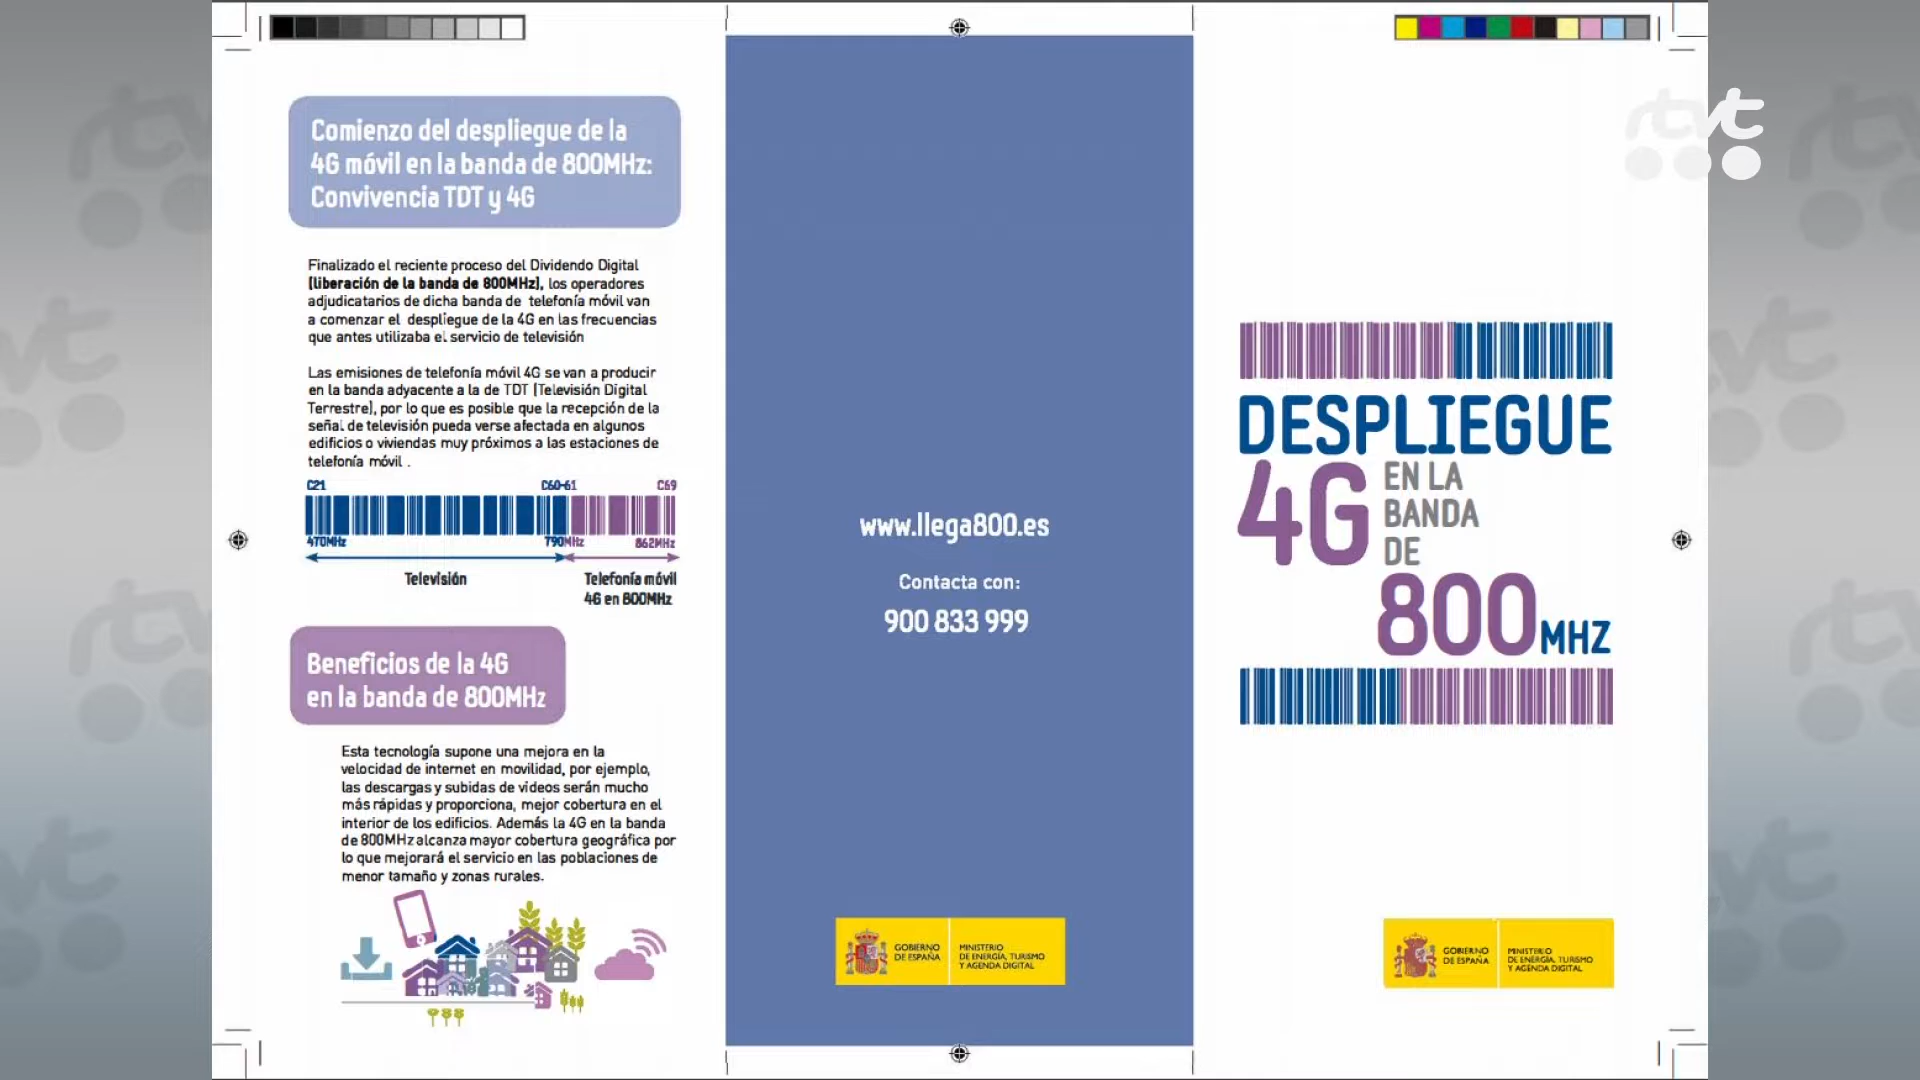 Comienzo del despliegue de la
4G móvil en la banda de 800MHz:
Convivencia TDT y 4G
Finalizado el reciente proceso del Dividendo Digital
(liberación de la banda de 800MHz), los operadores
adjudicatarios de dicha banda de telefonía móvil van
a comenzar el despliegue de la 4G en las frecuencias
que antes utilizaba el servicio de televisión
Las emisiones de telefonía móvil 4G se van a producir
en la banda adyacente a la de TDT (Televisión Digital
Terrestre), por lo que es posible que la recepción de la
señal de televisión pueda verse afectada en algunos
edificios o viviendas muy próximos a las estaciones de
telefonía móvil .
C21 C60-61 C69
470MHz 790MHz 862MHz
Televisión Telefonía móvil
4G en 800MHz
Beneficios de la 4G
en la banda de 800MHz
Esta tecnología supone una mejora en la
velocidad de internet en movilidad, por ejemplo,
las descargas y subidas de vídeos serán mucho
más rápidas y proporciona, mejor cobertura en el
interior de los edificios. Además la 4G en la banda
de 800MHz alcanza mayor cobertura geográfica por
lo que mejorará el servicio en las poblaciones de
menor tamaño y zonas rurales.
www.llega800.es
Contacta con:
900 833 999
GOBIERNO
DE ESPAÑA
MINISTERIO
DE ENERGÍA, TURISMO
Y AGENDA DIGITAL
DESPLIEGUE
4G EN LA
BANDA
DE
800MHZ
GOBIERNO
DE ESPAÑA
MINISTERIO
DE ENERGÍA, TURISMO
Y AGENDA DIGITAL
rtvt